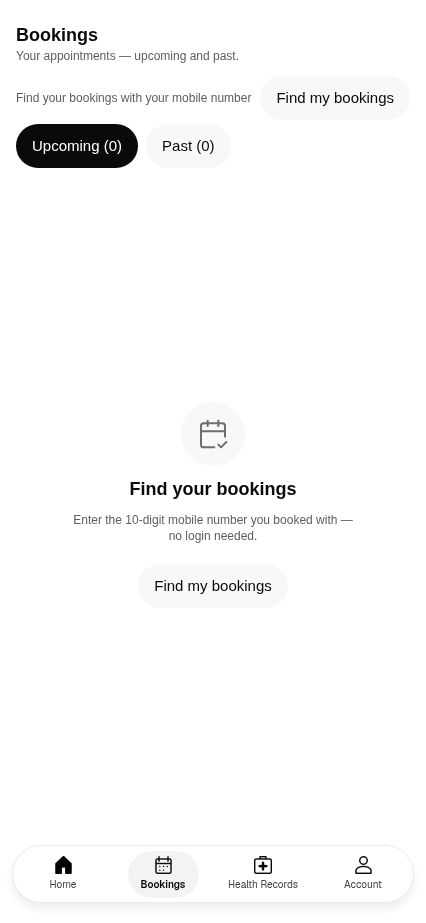 Bookings
Your appointments — upcoming and past.
Find your bookings with your mobile number
Find my bookings
Upcoming (0)
Past (0)
Find your bookings
Enter the 10-digit mobile number you booked with —
no login needed.
Find my bookings
Home
Bookings
Health Records
Account